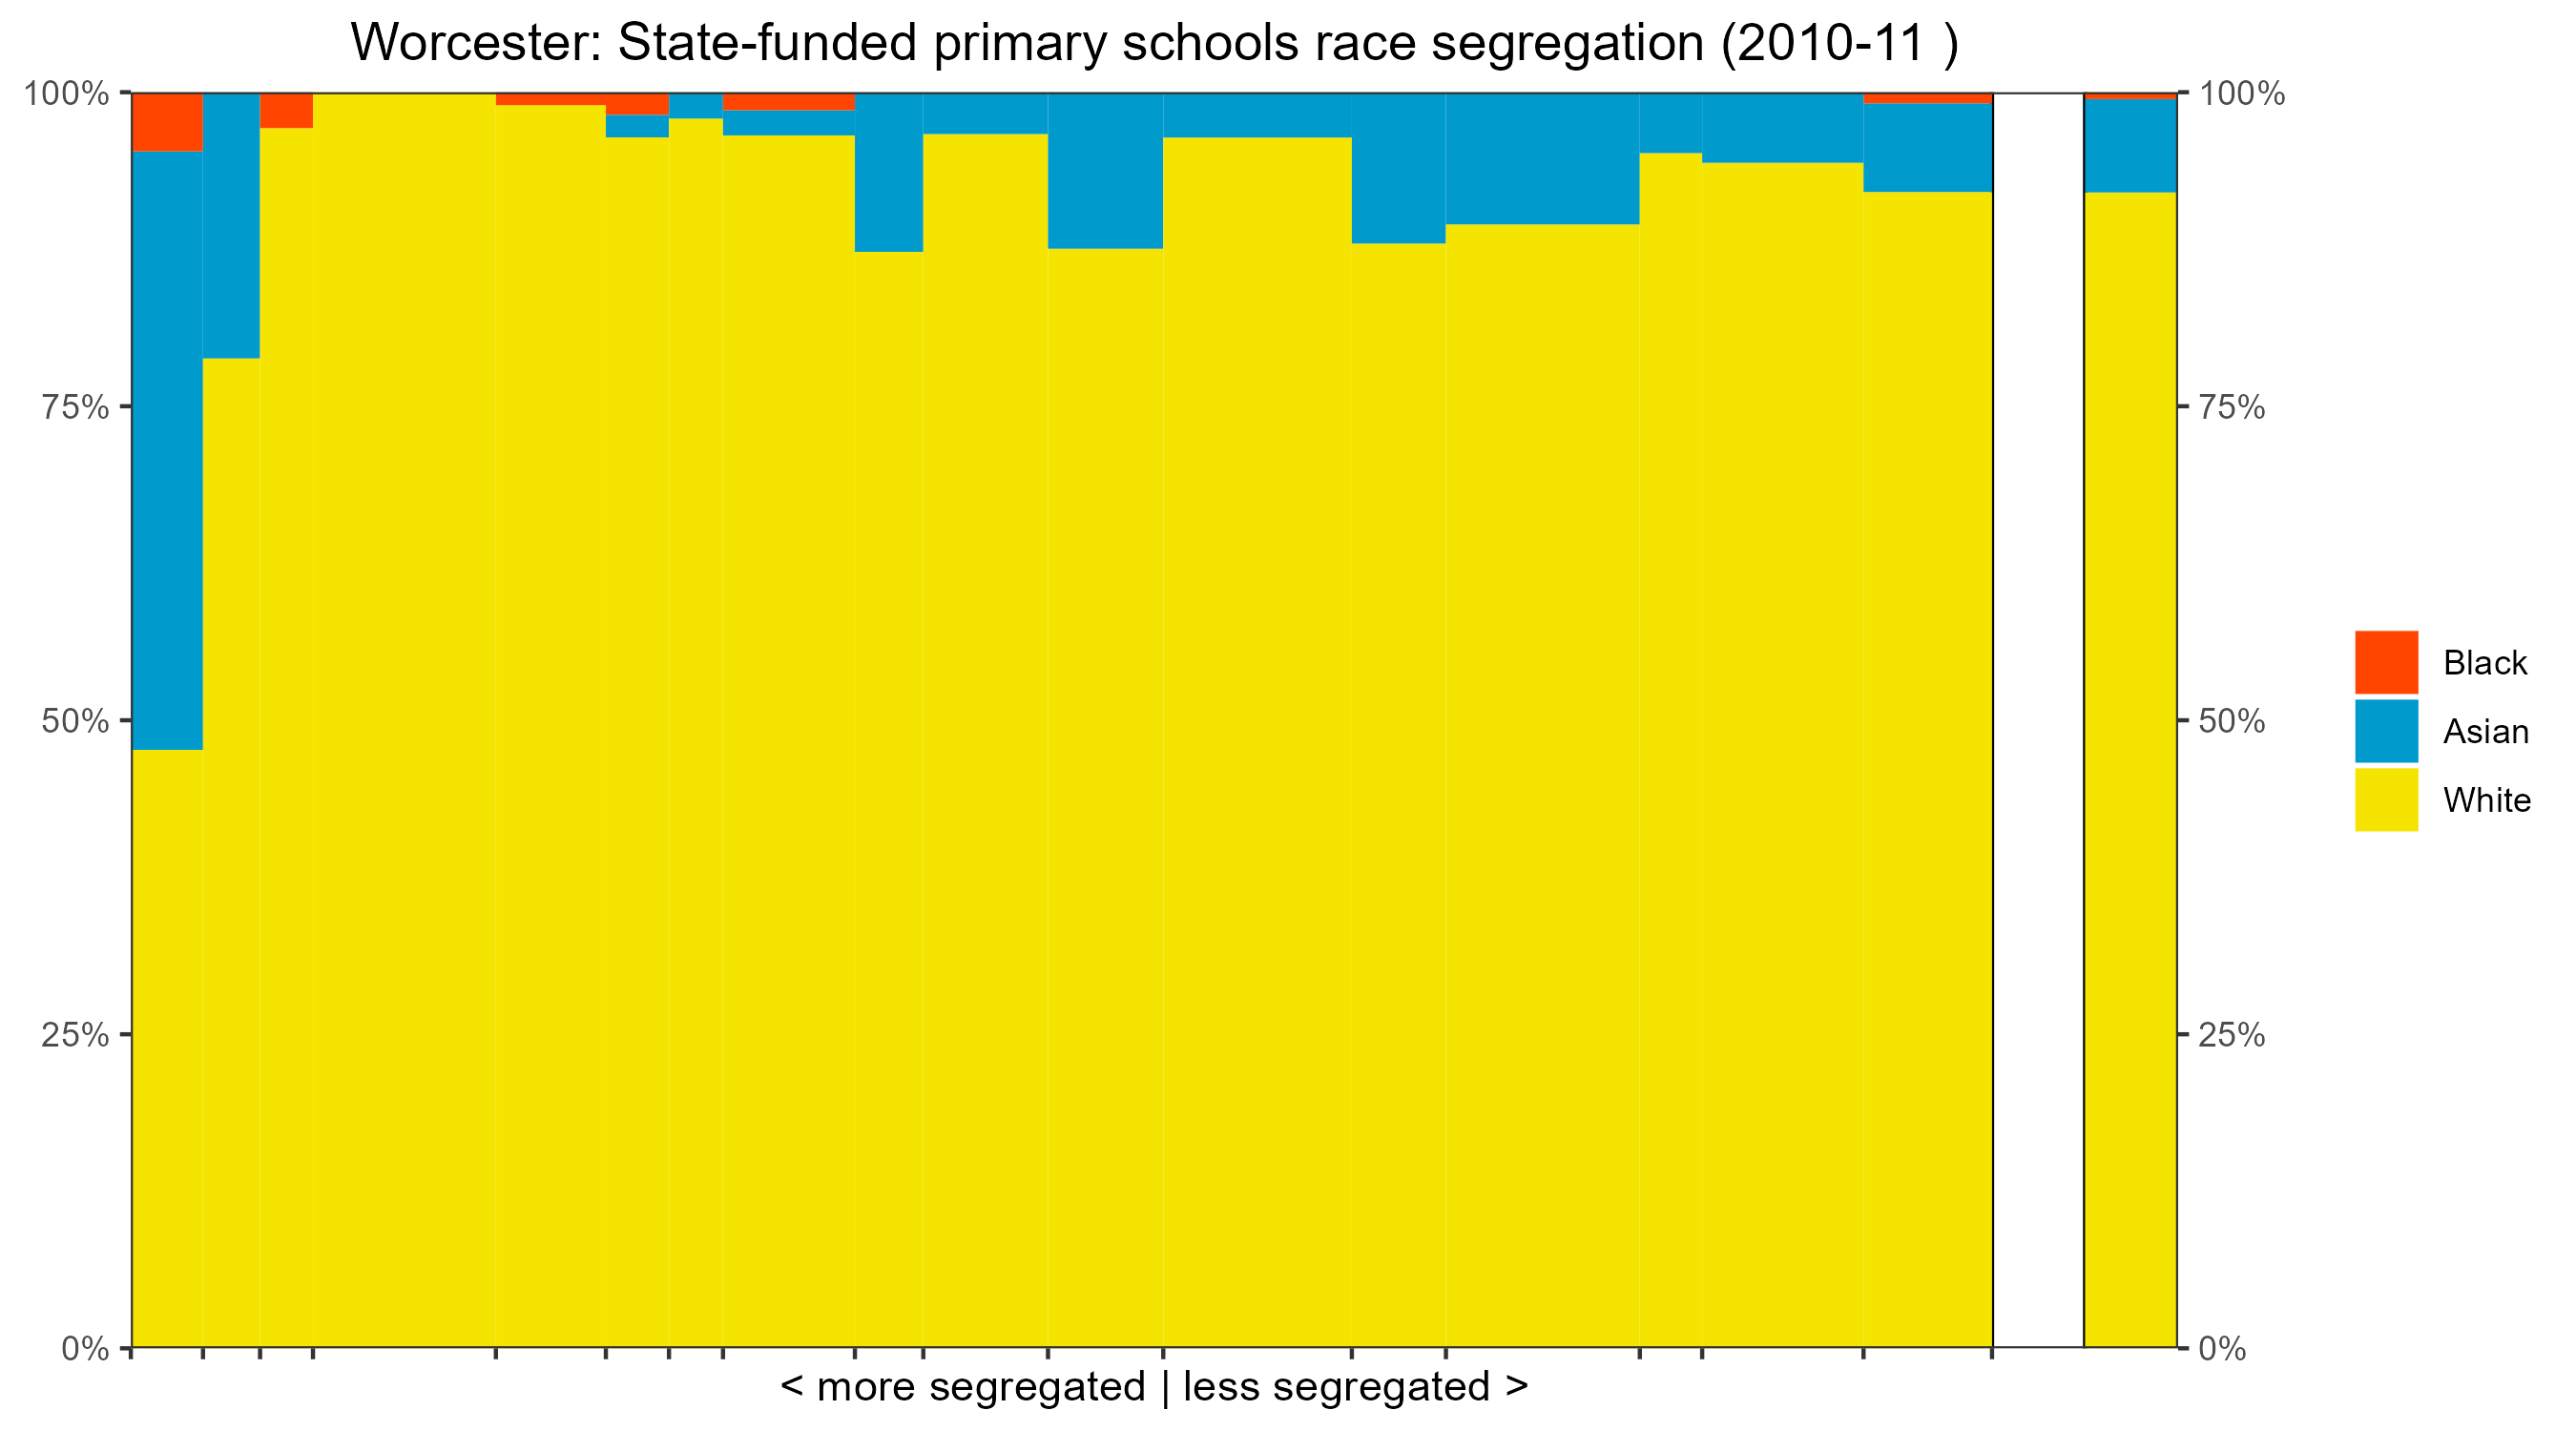 Worcester: State-funded primary schools race segregation (2010-11 )
100%
100%
75%
75%
50%
50%
25%
25%
0%
0%
Black
Asian
White
< more segregated | less segregated >